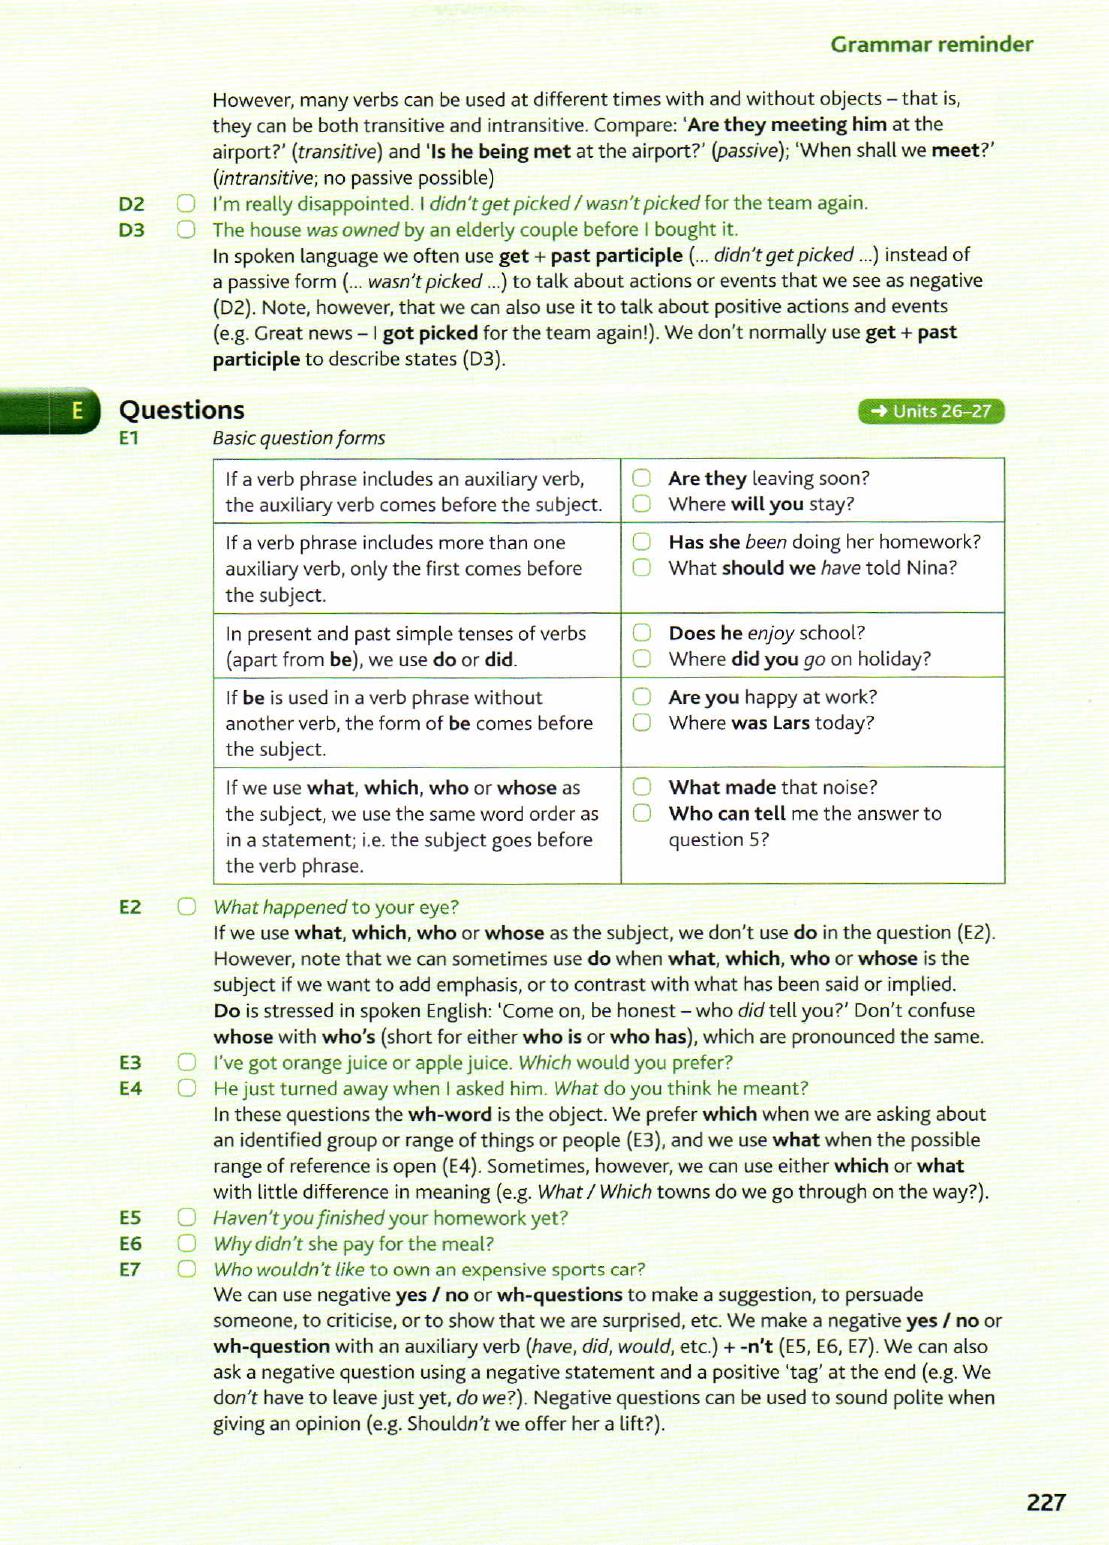 Grammar reminder
However, many verbs can be used at different times with and without objects – that is,
they can be both transitive and intransitive. Compare: 'Are they meeting him at the
airport?' (transitive) and 'Is he being met at the airport?' (passive); 'When shall we meet?'
(intransitive; no passive possible)
D2 I'm really disappointed. I didn't get picked / wasn't picked for the team again.
D3 The house was owned by an elderly couple before I bought it.
In spoken language we often use get + past participle (... didn't get picked ...) instead of
a passive form (... wasn't picked ...) to talk about actions or events that we see as negative
(D2). Note, however, that we can also use it to talk about positive actions and events
(e.g. Great news – I got picked for the team again!). We don't normally use get + past
participle to describe states (D3).
E Questions → Units 26–27
E1 Basic question forms
If a verb phrase includes an auxiliary verb,
the auxiliary verb comes before the subject.
Are they leaving soon?
Where will you stay?
If a verb phrase includes more than one
auxiliary verb, only the first comes before
the subject.
Has she been doing her homework?
What should we have told Nina?
In present and past simple tenses of verbs
(apart from be), we use do or did.
Does he enjoy school?
Where did you go on holiday?
If be is used in a verb phrase without
another verb, the form of be comes before
the subject.
Are you happy at work?
Where was Lars today?
If we use what, which, who or whose as
the subject, we use the same word order as
in a statement; i.e. the subject goes before
the verb phrase.
What made that noise?
Who can tell me the answer to
question 5?
E2 What happened to your eye?
If we use what, which, who or whose as the subject, we don't use do in the question (E2).
However, note that we can sometimes use do when what, which, who or whose is the
subject if we want to add emphasis, or to contrast with what has been said or implied.
Do is stressed in spoken English: 'Come on, be honest – who did tell you?' Don't confuse
whose with who's (short for either who is or who has), which are pronounced the same.
E3 I've got orange juice or apple juice. Which would you prefer?
E4 He just turned away when I asked him. What do you think he meant?
In these questions the wh-word is the object. We prefer which when we are asking about
an identified group or range of things or people (E3), and we use what when the possible
range of reference is open (E4). Sometimes, however, we can use either which or what
with little difference in meaning (e.g. What / Which towns do we go through on the way?).
E5 Haven't you finished your homework yet?
E6 Why didn't she pay for the meal?
E7 Who wouldn't like to own an expensive sports car?
We can use negative yes / no or wh-questions to make a suggestion, to persuade
someone, to criticise, or to show that we are surprised, etc. We make a negative yes / no or
wh-question with an auxiliary verb (have, did, would, etc.) + -n't (E5, E6, E7). We can also
ask a negative question using a negative statement and a positive 'tag' at the end (e.g. We
don't have to leave just yet, do we?). Negative questions can be used to sound polite when
giving an opinion (e.g. Shouldn't we offer her a lift?).
227